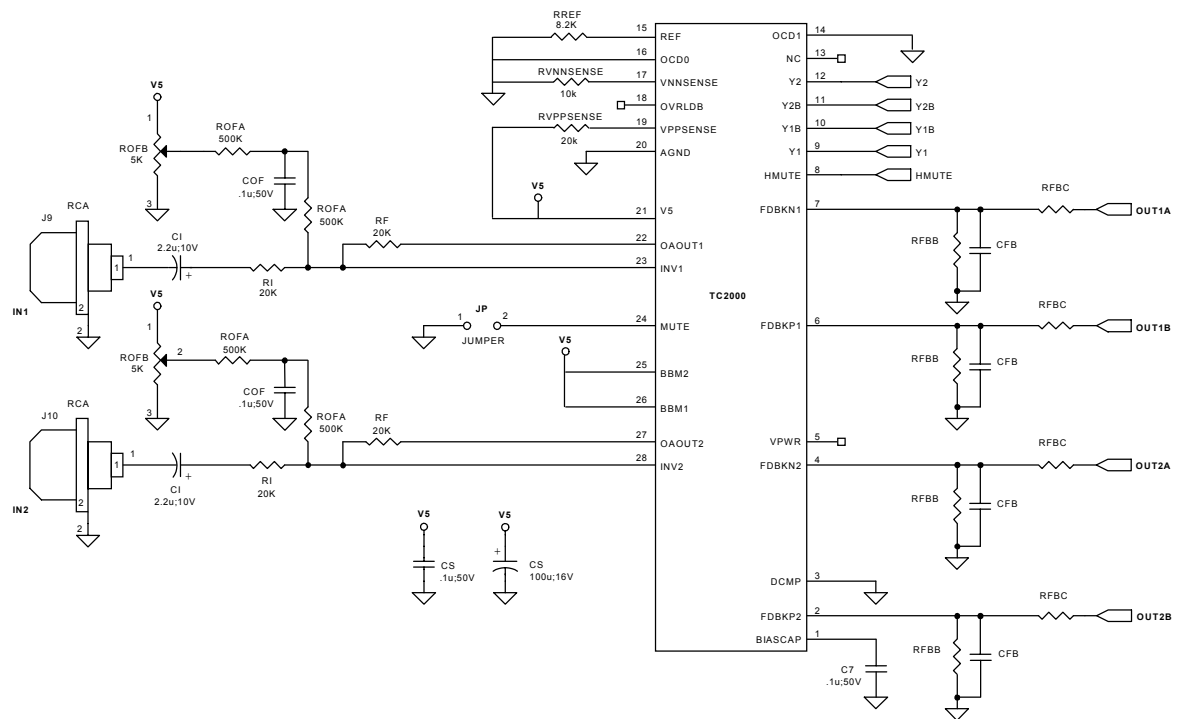 RREF
8.2K
15
REF
16
OCD0
RVNNSENSE
17
VNNSENSE
10k
18
OVRLDB
RVPPSENSE
19
VPPSENSE
20k
20
AGND
V5
21
V5
22
OAOUT1
23
INV1
TC2000
24
MUTE
25
BBM2
26
BBM1
27
OAOUT2
28
INV2
OCD1
14
NC
13
Y2
12
Y2
Y2B
11
Y2B
Y1B
10
Y1B
Y1
9
Y1
HMUTE
8
HMUTE
FDBKN1
7
RFBC
OUT1A
RFBB
CFB
FDBKP1
6
RFBC
OUT1B
RFBB
CFB
VPWR
5
FDBKN2
4
RFBC
OUT2A
RFBB
CFB
DCMP
3
FDBKP2
2
RFBC
OUT2B
RFBB
CFB
BIASCAP
1
C7
.1u;50V
V5
1
ROFB
5K
3
ROFA
500K
COF
.1u;50V
ROFA
500K
RF
20K
J9
RCA
1
1
2
2
IN1
CI
2.2u;10V
+
RI
20K
V5
1
ROFB
5K
2
3
ROFA
500K
COF
.1u;50V
ROFA
500K
RF
20K
J10
RCA
1
1
2
2
IN2
CI
2.2u;10V
+
RI
20K
JP
1
2
JUMPER
V5
V5
CS
.1u;50V
V5
+
CS
100u;16V